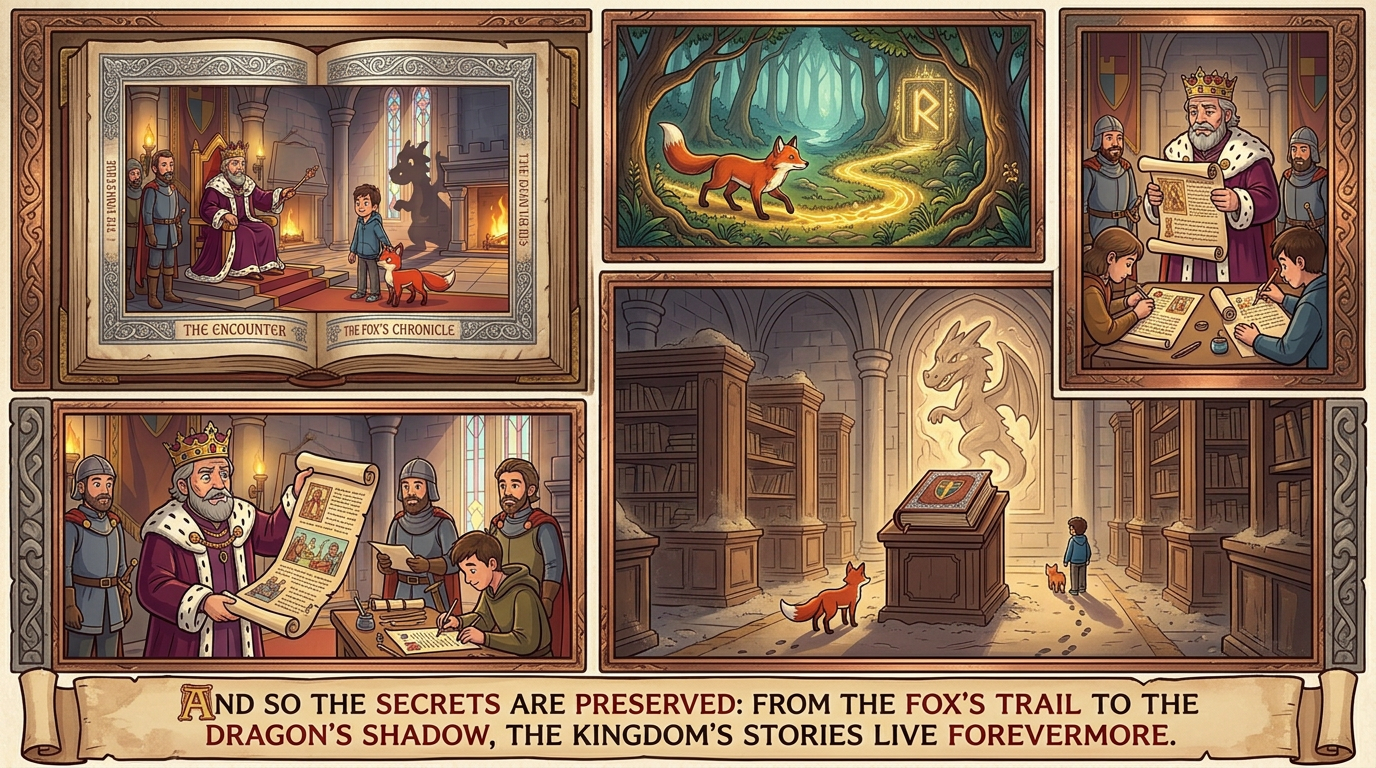 THE ENCOUNTER
THE FOX'S CHRONICLE
R
AND SO THE SECRETS ARE PRESERVED: FROM THE FOX'S TRAIL TO THE
DRAGON'S SHADOW, THE KINGDOM'S STORIES LIVE FOREVERMORE.